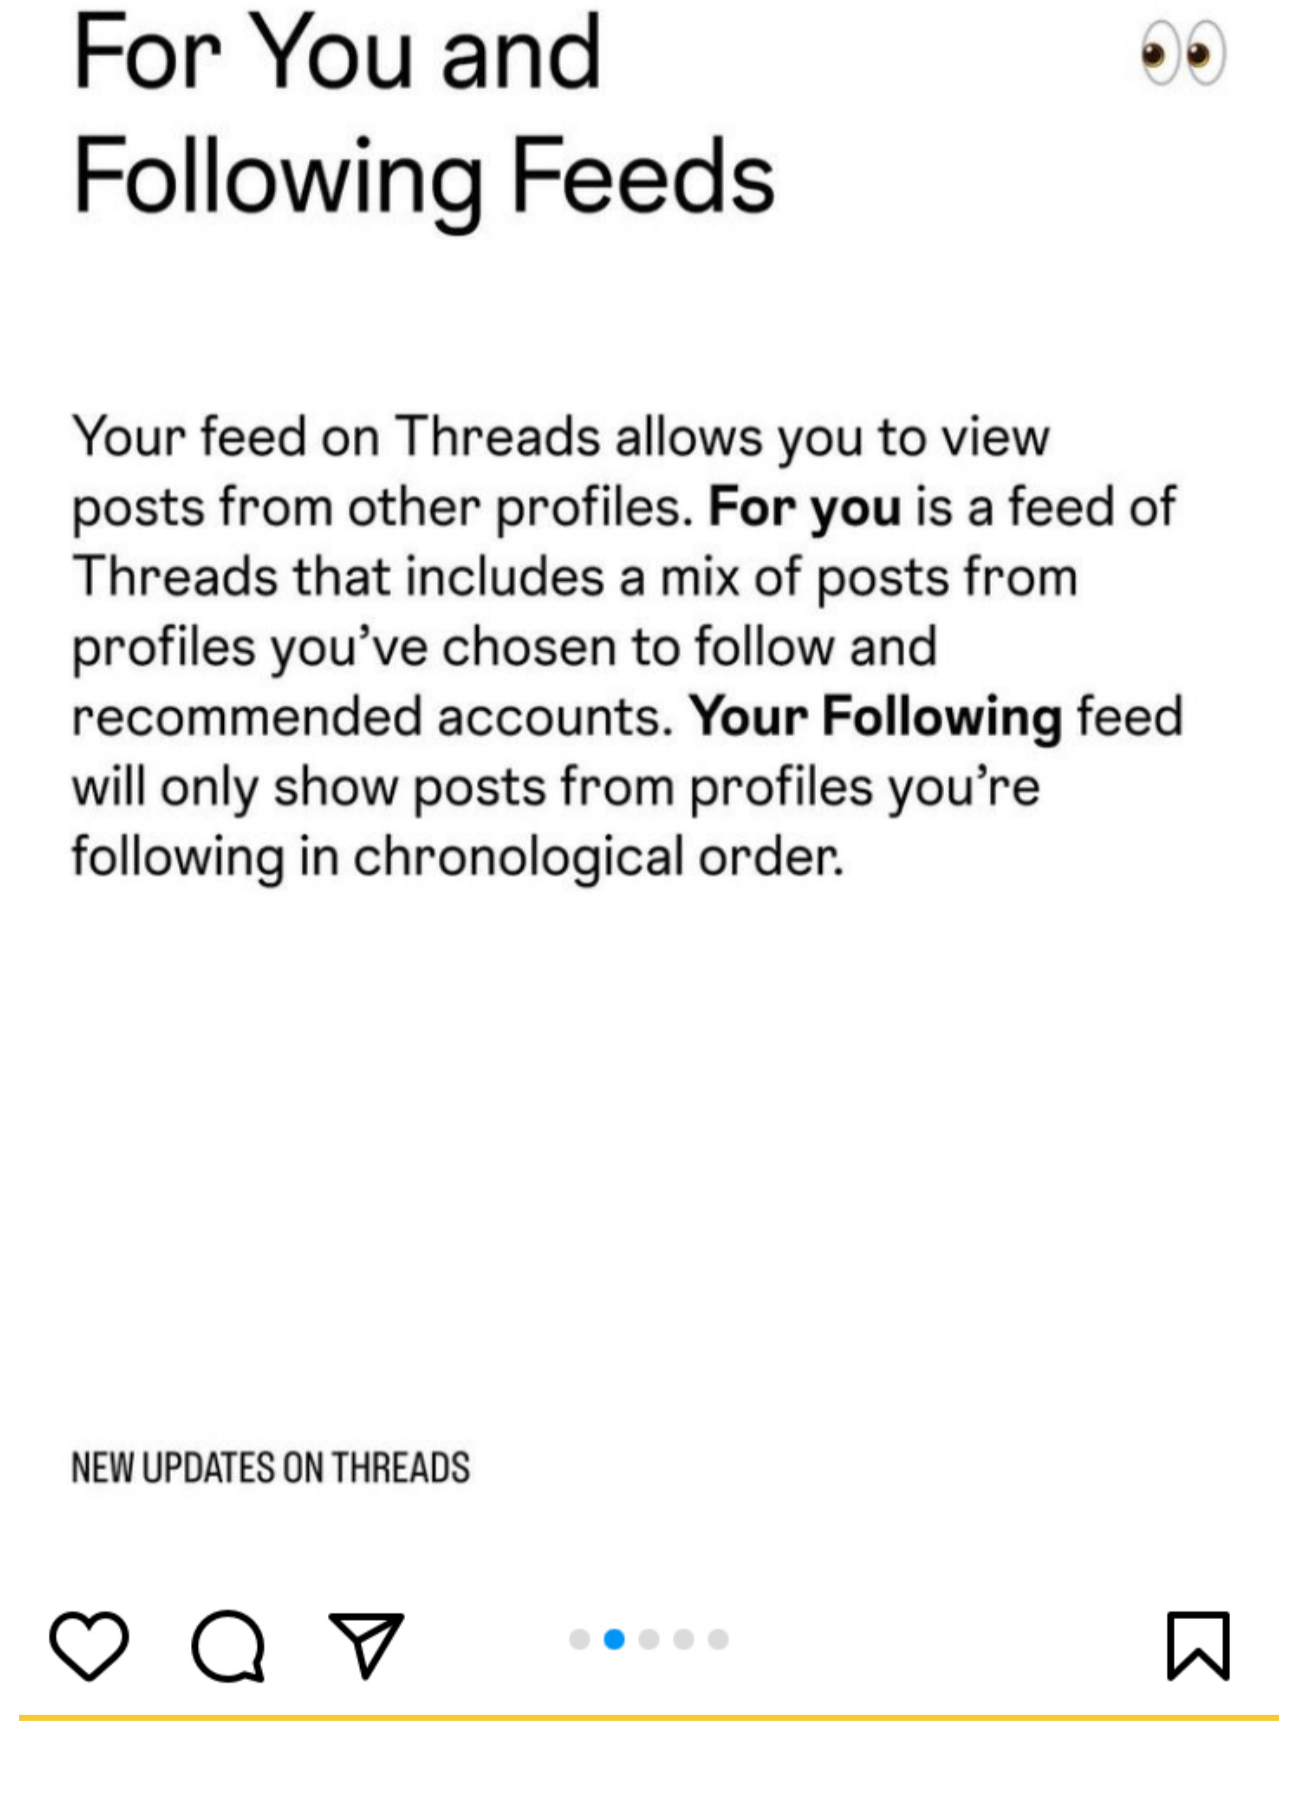 For You and
Following Feeds
Your feed on Threads allows you to view
posts from other profiles. For you is a feed of
Threads that includes a mix of posts from
profiles you’ve chosen to follow and
recommended accounts. Your Following feed
will only show posts from profiles you’re
following in chronological order.
NEW UPDATES ON THREADS